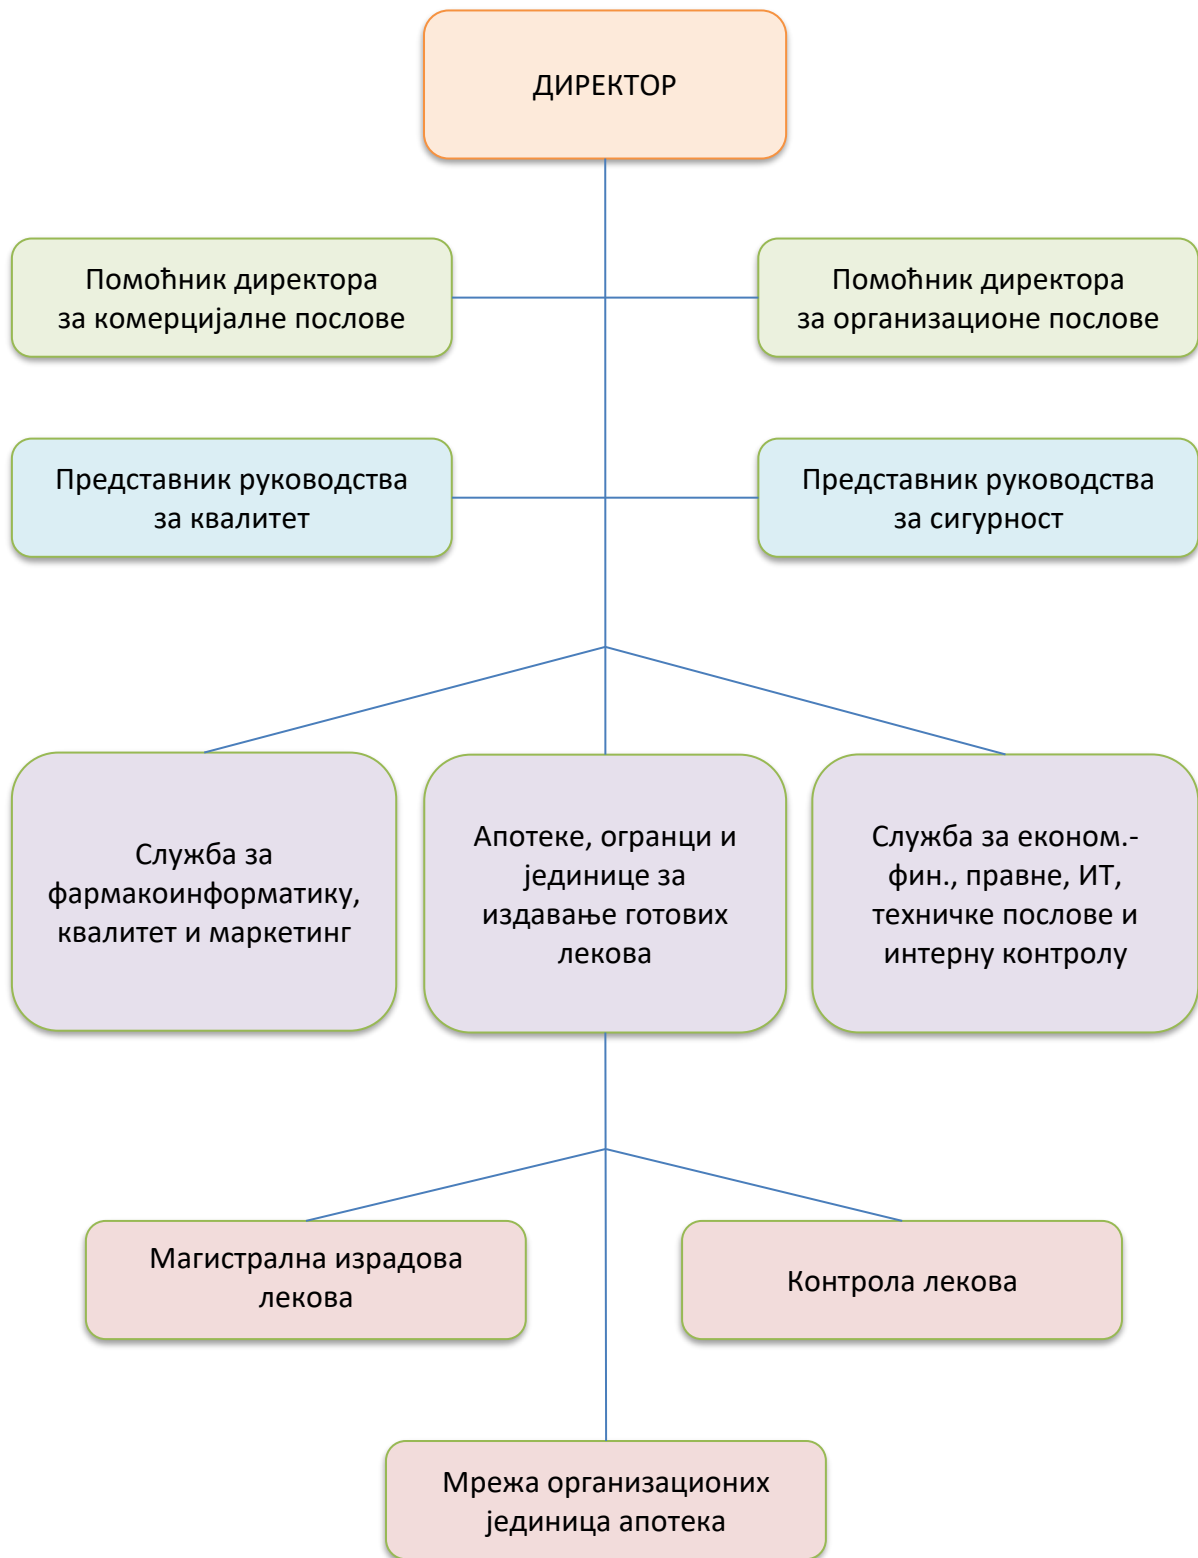 ДИРЕКТОР
Помоћник директора
за комерцијалне послове
Помоћник директора
за организационе послове
Представник руководства
за квалитет
Представник руководства
за сигурност
Служба за
фармакоинформатику,
квалитет и маркетинг
Апотеке, огранци и
јединице за
издавање готових
лекова
Служба за економ.-
фин., правне, ИТ,
техничке послове и
интерну контролу
Магистрална израдова
лекова
Контрола лекова
Мрежа организационих
јединица апотека